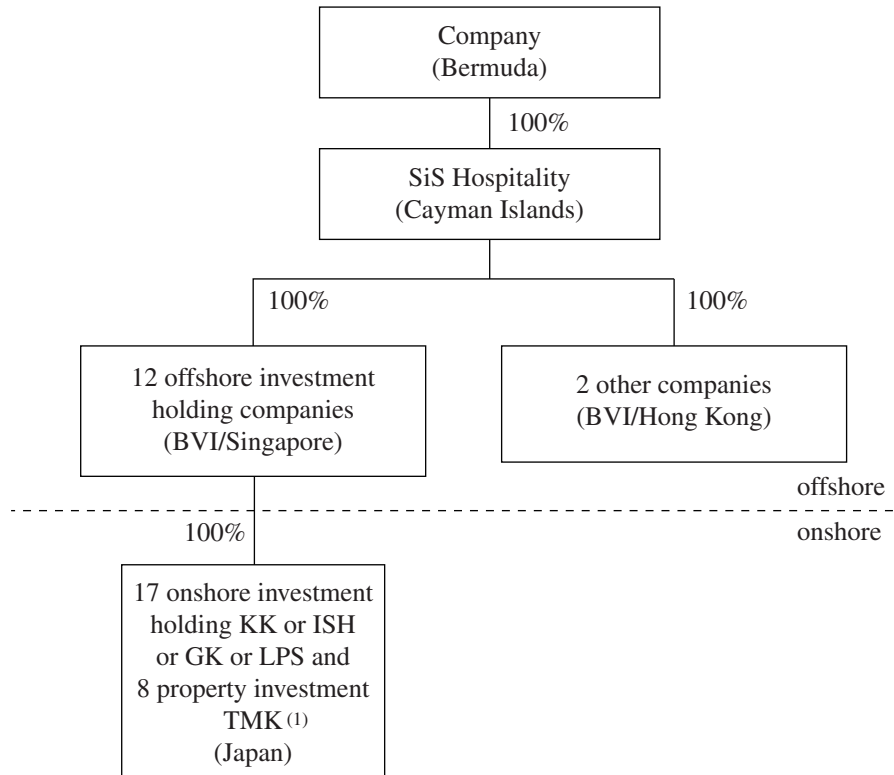 Company
(Bermuda)
100%
SiS Hospitality
(Cayman Islands)
100%
100%
12 offshore investment
holding companies
(BVI/Singapore)
2 other companies
(BVI/Hong Kong)
offshore
onshore
100%
17 onshore investment
holding KK or ISH
or GK or LPS and
8 property investment
TMK (1)
(Japan)